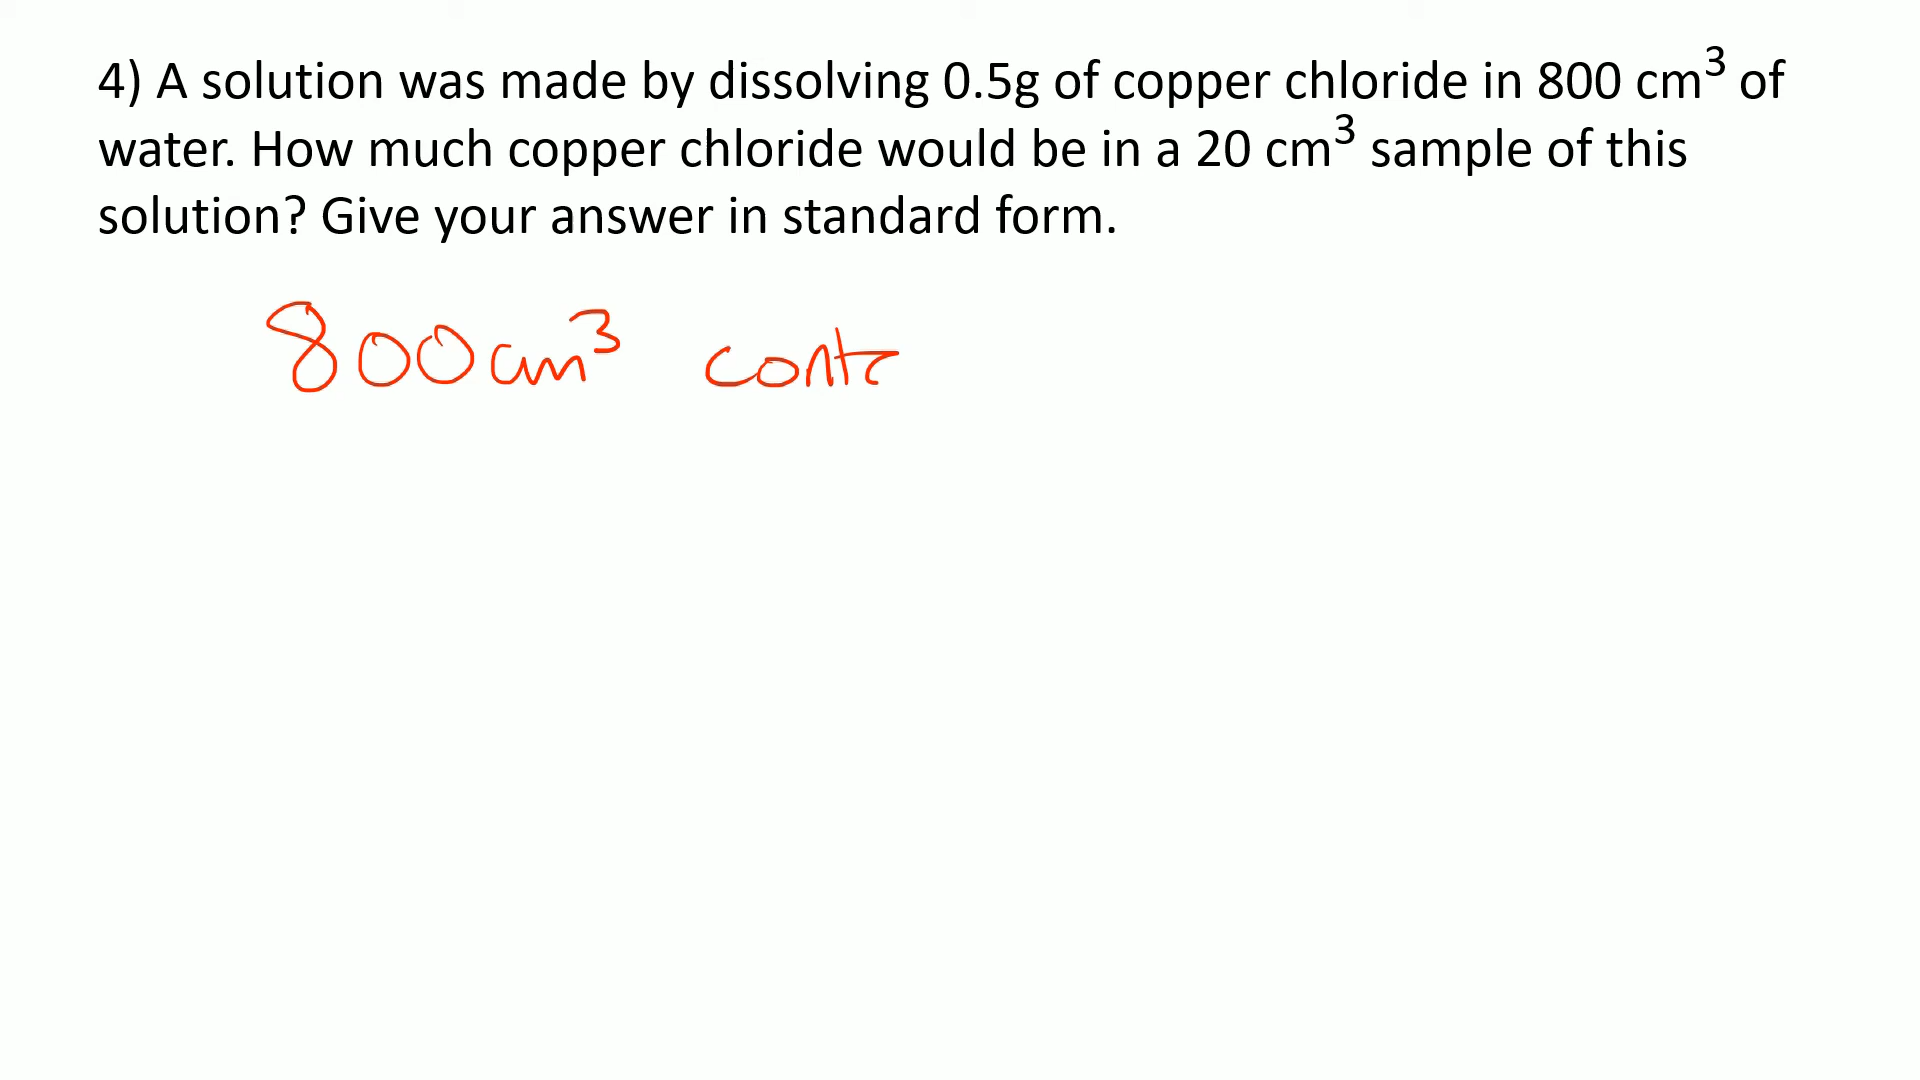 4) A solution was made by dissolving 0.5g of copper chloride in 800 cm³ of
water. How much copper chloride would be in a 20 cm³ sample of this
solution? Give your answer in standard form.
800cm³ conta